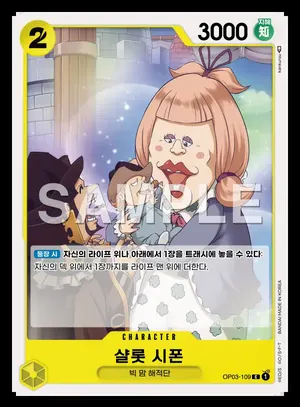 2
3000
지혜
知
SAMPLE
등장 시 자신의 라이프 위나 아래에서 1장을 트래시에 놓을 수 있다:
자신의 덱 위에서 1장까지를 라이프 맨 위에 더한다.
CHARACTER
샬롯 시폰
빅 맘 해적단
OP03-109 C 1